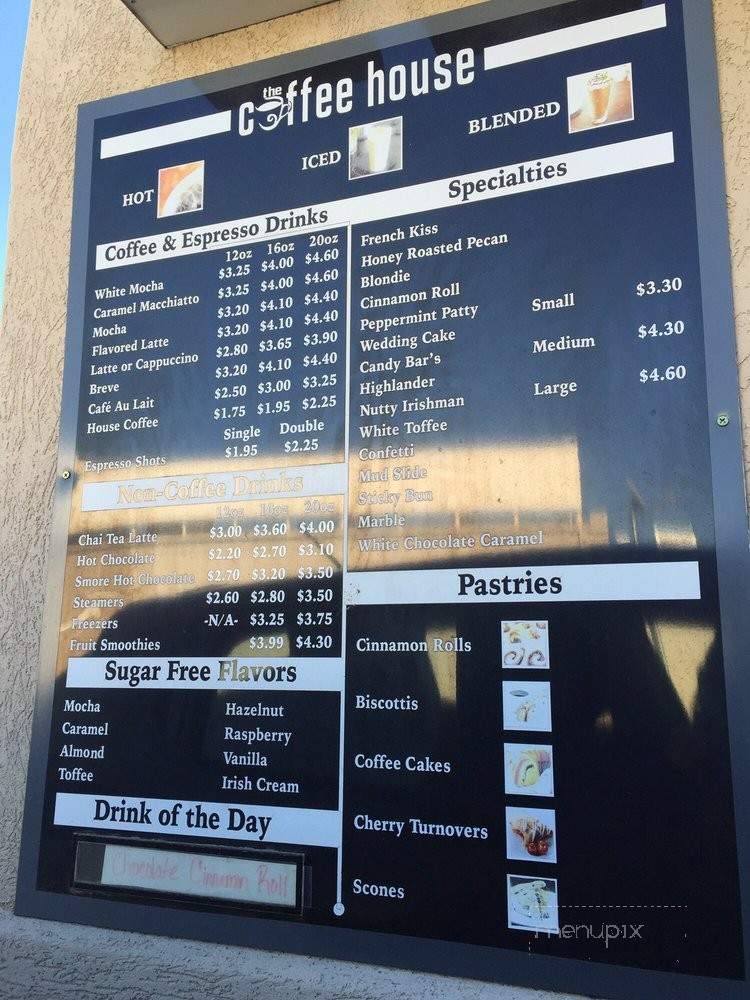 the
coffee house
HOT
ICED
BLENDED
Coffee & Espresso Drinks
12oz 16oz 20oz
White Mocha $3.25 $4.00 $4.60
Caramel Macchiatto $3.25 $4.00 $4.60
Mocha $3.20 $4.10 $4.40
Flavored Latte $3.20 $4.10 $4.40
Latte or Cappuccino $2.80 $3.65 $3.90
Breve $3.20 $4.10 $4.40
Café Au Lait $2.50 $3.00 $3.25
House Coffee $1.75 $1.95 $2.25
Single Double
Espresso Shots $1.95 $2.25
Non-Coffee Drinks
12oz 16oz 20oz
Chai Tea Latte $3.00 $3.60 $4.00
Hot Chocolate $2.20 $2.70 $3.10
Smore Hot Chocolate $2.70 $3.20 $3.50
Steamers $2.60 $2.80 $3.50
Freezers -N/A- $3.25 $3.75
Fruit Smoothies $3.99 $4.30
Sugar Free Flavors
Mocha Hazelnut
Caramel Raspberry
Almond Vanilla
Toffee Irish Cream
Drink of the Day
Chocolate Cinnamon Roll
Specialties
French Kiss
Honey Roasted Pecan
Blondie
Cinnamon Roll
Peppermint Patty
Wedding Cake
Candy Bar's
Highlander
Nutty Irishman
White Toffee
Confetti
Mud Slide
Sticky Bun
Marble
White Chocolate Caramel
Small $3.30
Medium $4.30
Large $4.60
Pastries
Cinnamon Rolls
Biscottis
Coffee Cakes
Cherry Turnovers
Scones
menupix